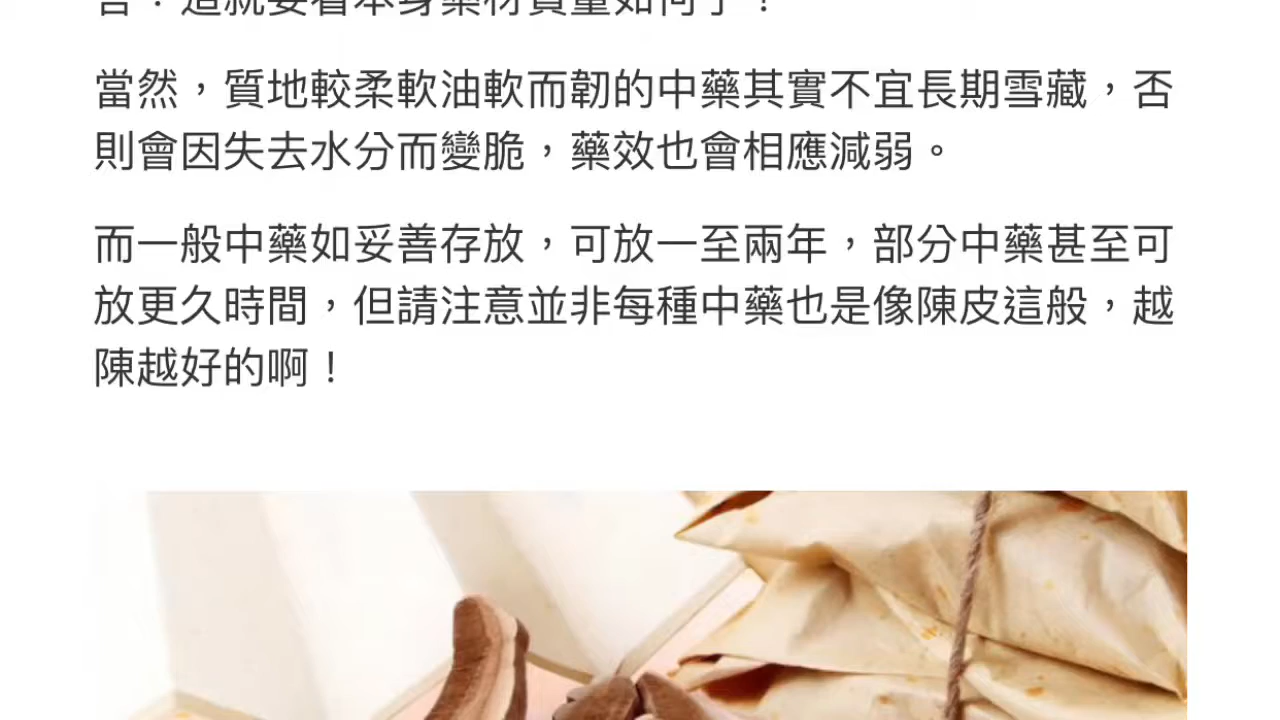 當然，質地較柔軟油軟而韌的中藥其實不宜長期雪藏，否
則會因失去水分而變脆，藥效也會相應減弱。
而一般中藥如妥善存放，可放一至兩年，部分中藥甚至可
放更久時間，但請注意並非每種中藥也是像陳皮這般，越
陳越好的啊！